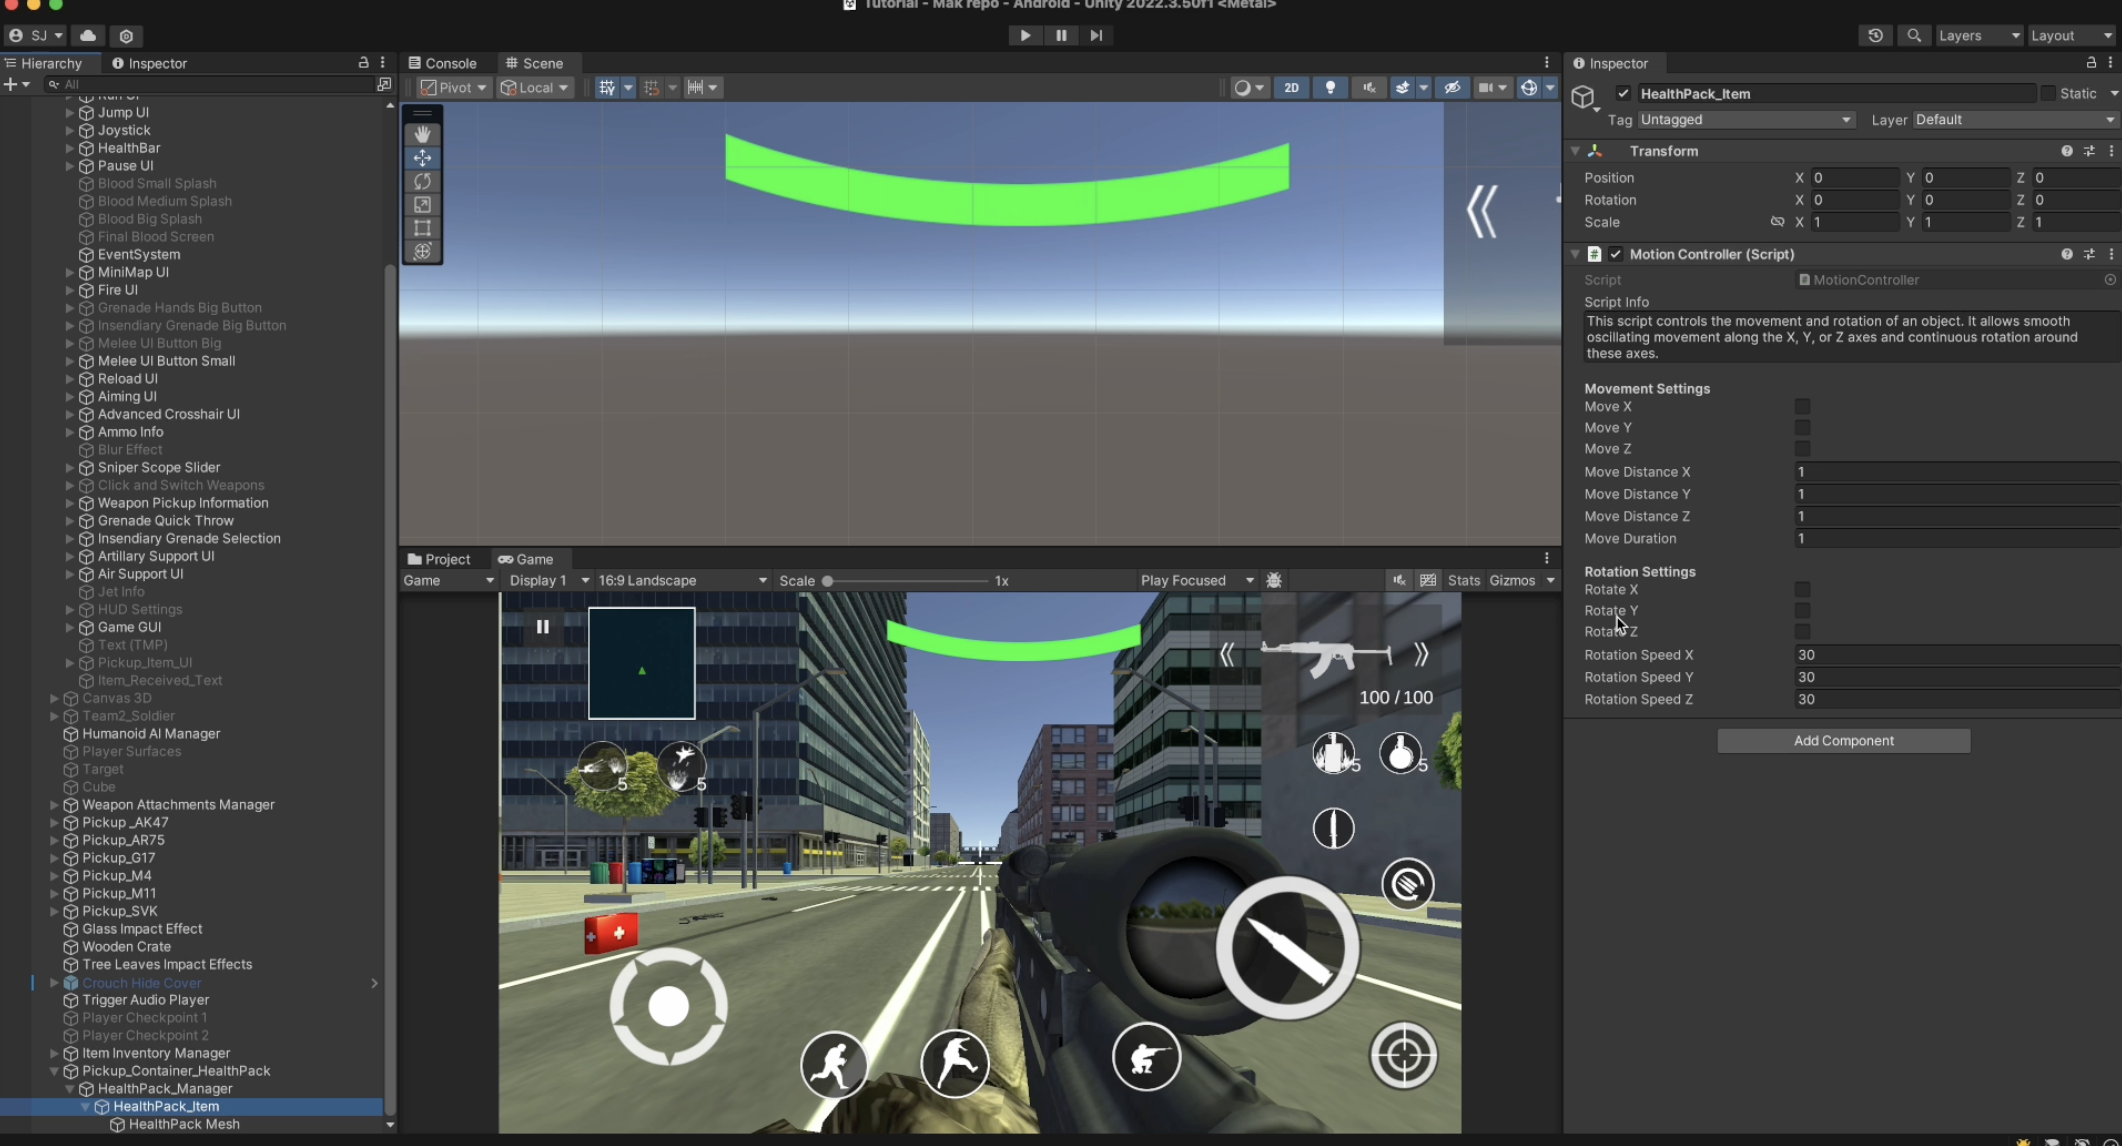 Tutorial - Mak repo - Android - Unity 2022.3.50f1 <Metal>
SJ
Layers
Layout
Hierarchy
Inspector
All
Run UI
Jump UI
Joystick
HealthBar
Pause UI
Blood Small Splash
Blood Medium Splash
Blood Big Splash
Final Blood Screen
EventSystem
MiniMap UI
Fire UI
Grenade Hands Big Button
Insendiary Grenade Big Button
Melee UI Button Big
Melee UI Button Small
Reload UI
Aiming UI
Advanced Crosshair UI
Ammo Info
Blur Effect
Sniper Scope Slider
Click and Switch Weapons
Weapon Pickup Information
Grenade Quick Throw
Insendiary Grenade Selection
Artillary Support UI
Air Support UI
Jet Info
HUD Settings
Game GUI
Text (TMP)
Pickup_Item_UI
Item_Received_Text
Canvas 3D
Team2_Soldier
Humanoid AI Manager
Player Surfaces
Target
Cube
Weapon Attachments Manager
Pickup _AK47
Pickup_AR75
Pickup_G17
Pickup_M4
Pickup_M11
Pickup_SVK
Glass Impact Effect
Wooden Crate
Tree Leaves Impact Effects
Crouch Hide Cover
Trigger Audio Player
Player Checkpoint 1
Player Checkpoint 2
Item Inventory Manager
Pickup_Container_HealthPack
HealthPack_Manager
HealthPack_Item
HealthPack Mesh
Console
Scene
Pivot
Local
2D
Project
Game
Game
Display 1
16:9 Landscape
Scale
1x
Play Focused
Stats
Gizmos
100 / 100
5
5
5
5
Inspector
HealthPack_Item
Static
Tag Untagged
Layer Default
Transform
Position X 0 Y 0 Z 0
Rotation X 0 Y 0 Z 0
Scale X 1 Y 1 Z 1
# Motion Controller (Script)
Script MotionController
Script Info
This script controls the movement and rotation of an object. It allows smooth
oscillating movement along the X, Y, or Z axes and continuous rotation around
these axes.
Movement Settings
Move X
Move Y
Move Z
Move Distance X 1
Move Distance Y 1
Move Distance Z 1
Move Duration 1
Rotation Settings
Rotate X
Rotate Y
Rotate Z
Rotation Speed X 30
Rotation Speed Y 30
Rotation Speed Z 30
Add Component